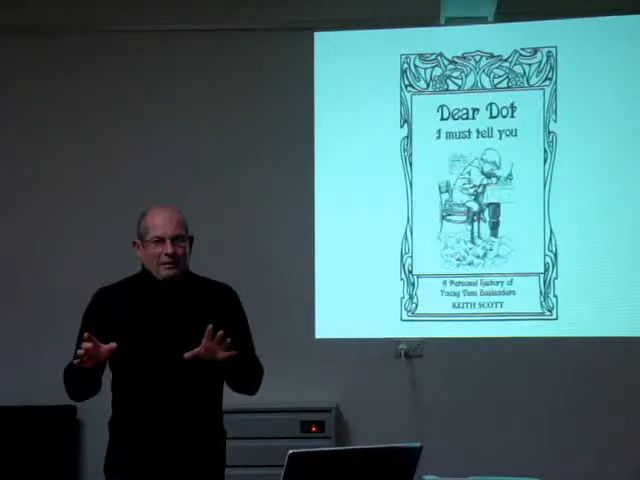 Dear Dot
I must tell you
A Personal History of
Young New Zealanders
KEITH SCOTT